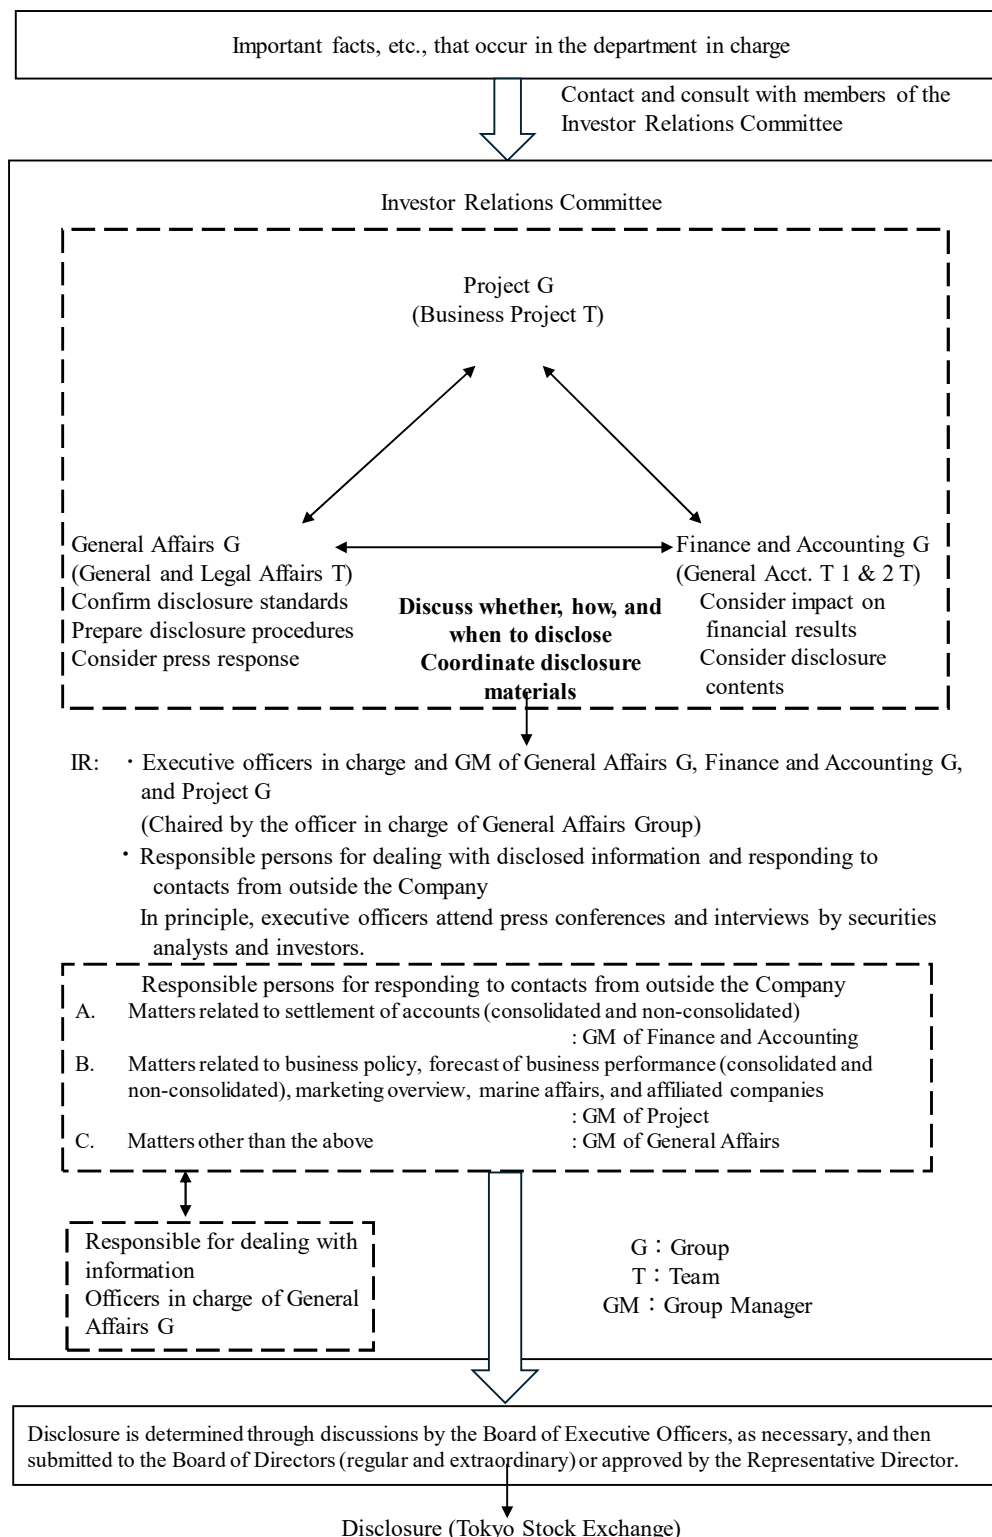 Important facts, etc., that occur in the department in charge
Contact and consult with members of the
Investor Relations Committee
Investor Relations Committee
Project G
(Business Project T)
General Affairs G
(General and Legal Affairs T)
Confirm disclosure standards
Prepare disclosure procedures
Consider press response
Discuss whether, how, and
when to disclose
Coordinate disclosure
materials
Finance and Accounting G
(General Acct. T 1 & 2 T)
Consider impact on
financial results
Consider disclosure
contents
IR: ・Executive officers in charge and GM of General Affairs G, Finance and Accounting G,
and Project G
(Chaired by the officer in charge of General Affairs Group)
・Responsible persons for dealing with disclosed information and responding to
contacts from outside the Company
In principle, executive officers attend press conferences and interviews by securities
analysts and investors.
Responsible persons for responding to contacts from outside the Company
A. Matters related to settlement of accounts (consolidated and non-consolidated)
: GM of Finance and Accounting
B. Matters related to business policy, forecast of business performance (consolidated and
non-consolidated), marketing overview, marine affairs, and affiliated companies
: GM of Project
C. Matters other than the above : GM of General Affairs
Responsible for dealing with
information
Officers in charge of General
Affairs G
G：Group
T：Team
GM：Group Manager
Disclosure is determined through discussions by the Board of Executive Officers, as necessary, and then
submitted to the Board of Directors (regular and extraordinary) or approved by the Representative Director.
Disclosure (Tokyo Stock Exchange)